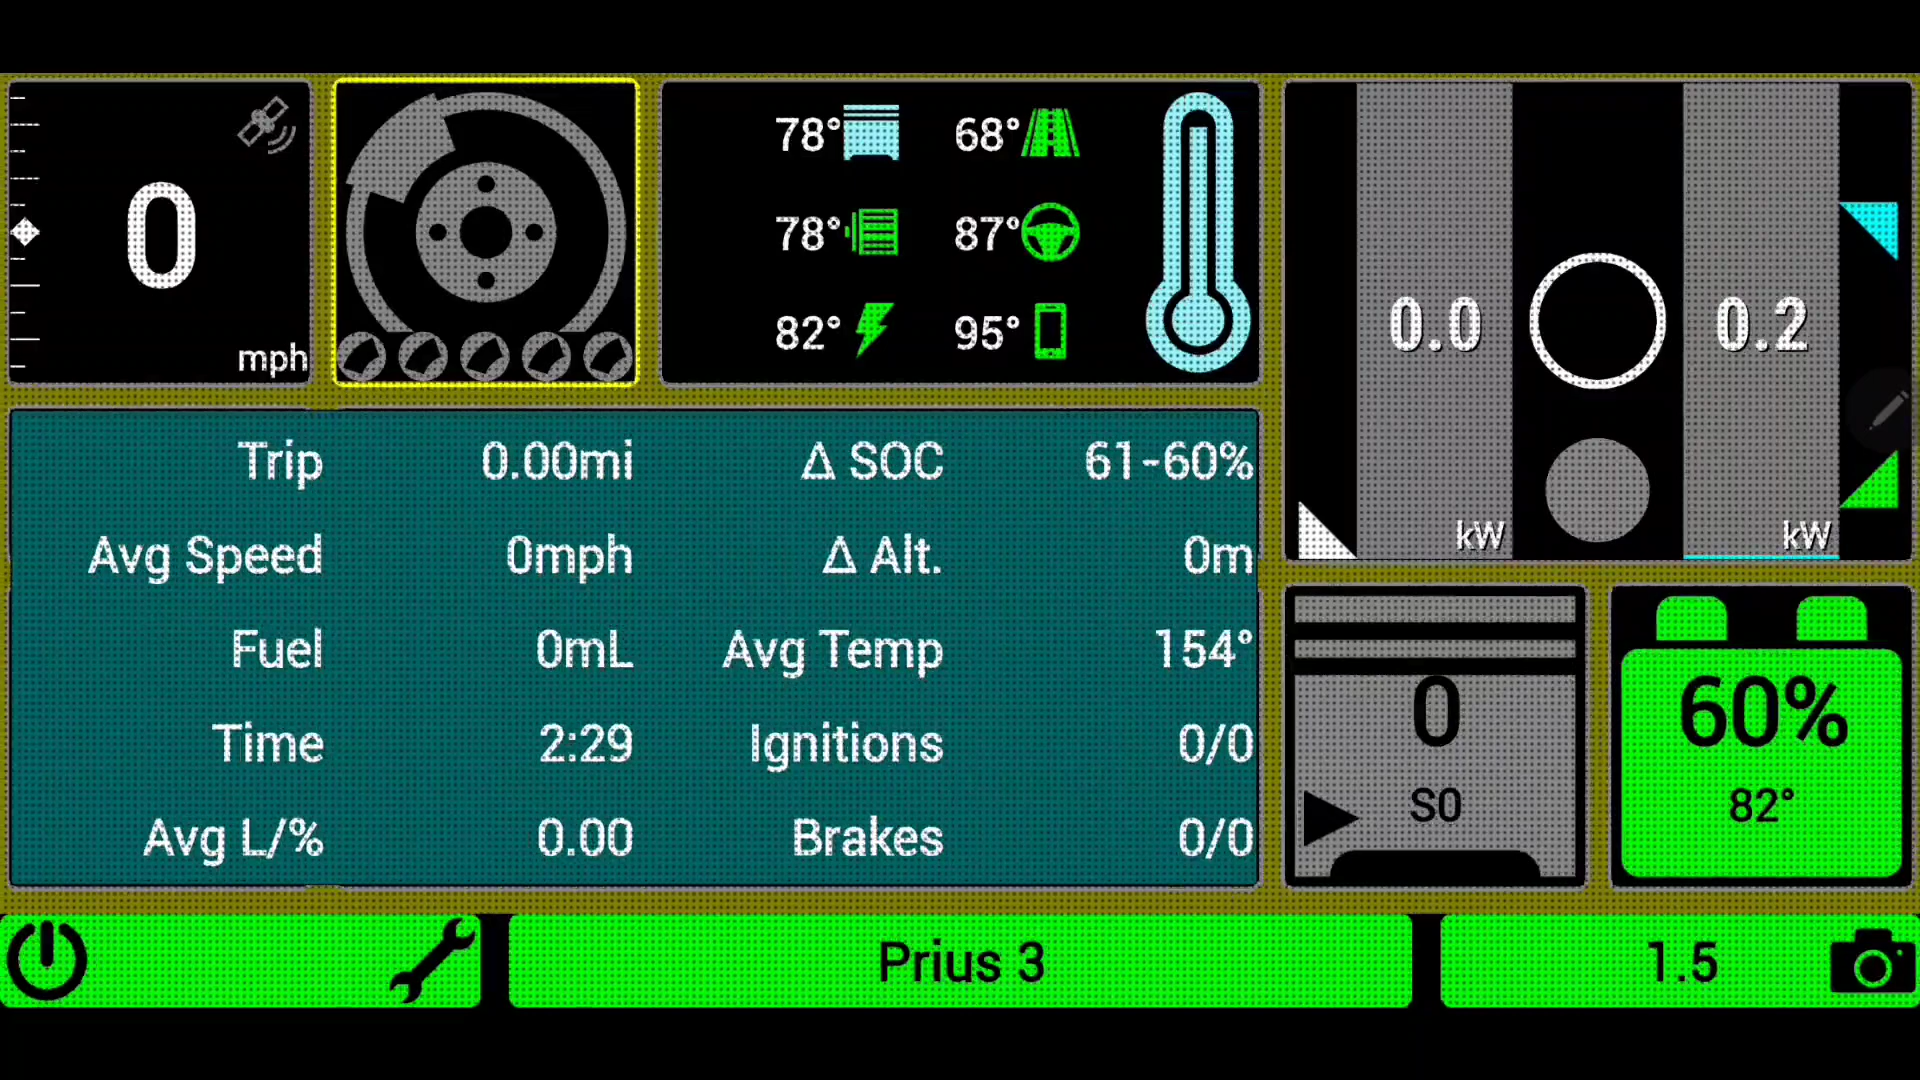 0
mph
78° 68°
78° 87°
82° 95°
0.0 0.2
kW kW
Trip 0.00mi Δ SOC 61-60%
Avg Speed 0mph Δ Alt. 0m
Fuel 0mL Avg Temp 154°
Time 2:29 Ignitions 0/0
Avg L/% 0.00 Brakes 0/0
0
S0
60%
82°
Prius 3
1.5